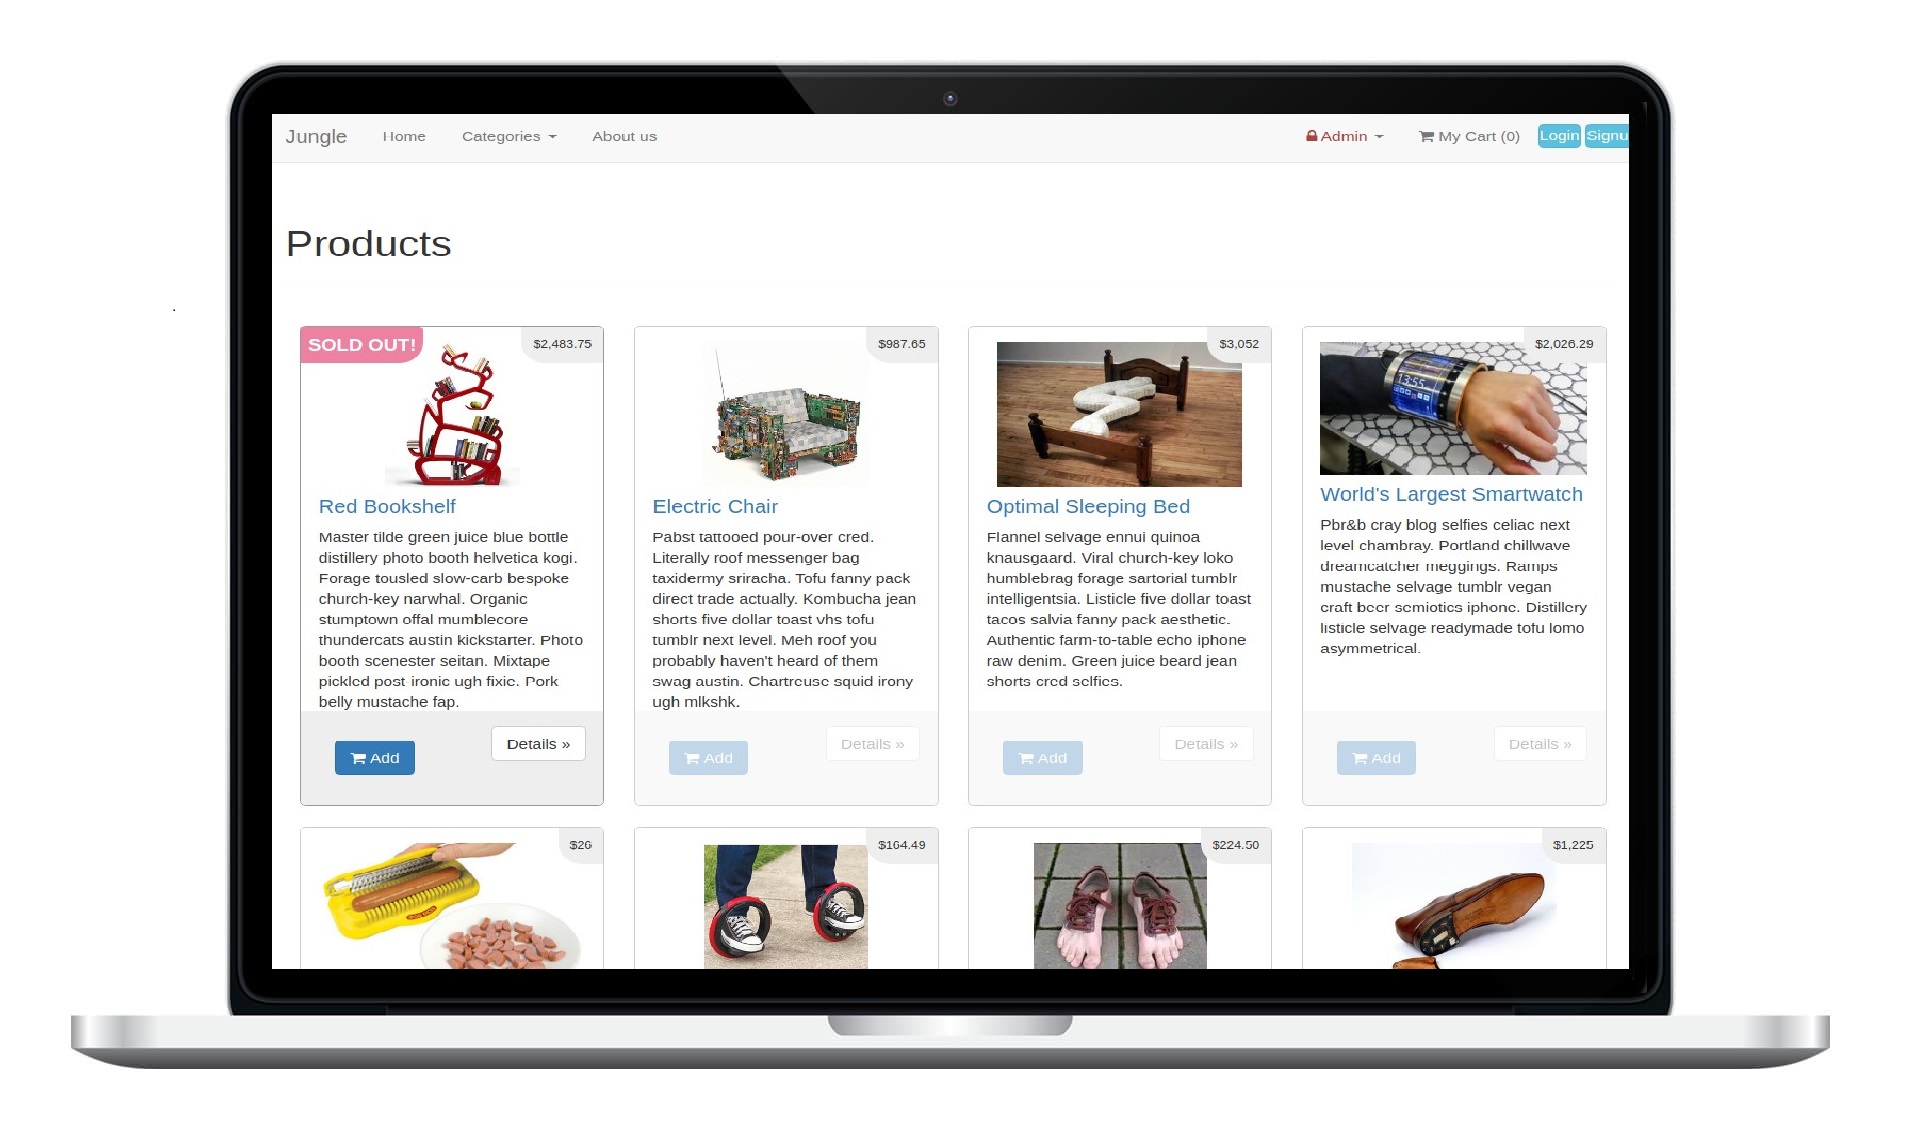 Jungle Home Categories About us Admin My Cart (0) Login Signu
Products
SOLD OUT! $2,483.75 $987.65 $3,052 $2,026.29
13:55
Red Bookshelf
Master tilde green juice blue bottle
distillery photo booth helvetica kogi.
Forage tousled slow-carb bespoke
church-key narwhal. Organic
stumptown offal mumblecore
thundercats austin kickstarter. Photo
booth scenester seitan. Mixtape
pickled post-ironic ugh fixie. Pork
belly mustache fap.
Add Details »
Electric Chair
Pabst tattooed pour-over cred.
Literally roof messenger bag
taxidermy sriracha. Tofu fanny pack
direct trade actually. Kombucha jean
shorts five dollar toast vhs tofu
tumblr next level. Meh roof you
probably haven't heard of them
swag austin. Chartreuse squid irony
ugh mlkshk.
Add Details »
Optimal Sleeping Bed
Flannel selvage ennui quinoa
knausgaard. Viral church-key loko
humblebrag forage sartorial tumblr
intelligentsia. Listicle five dollar toast
tacos salvia fanny pack aesthetic.
Authentic farm-to-table echo iphone
raw denim. Green juice beard jean
shorts cred selfies.
Add Details »
World's Largest Smartwatch
Pbr&b cray blog selfies celiac next
level chambray. Portland chillwave
dreamcatcher meggings. Ramps
mustache selvage tumblr vegan
craft beer semiotics iphone. Distillery
listicle selvage readymade tofu lomo
asymmetrical.
Add Details »
$26 $164.49 $224.50 $1,225